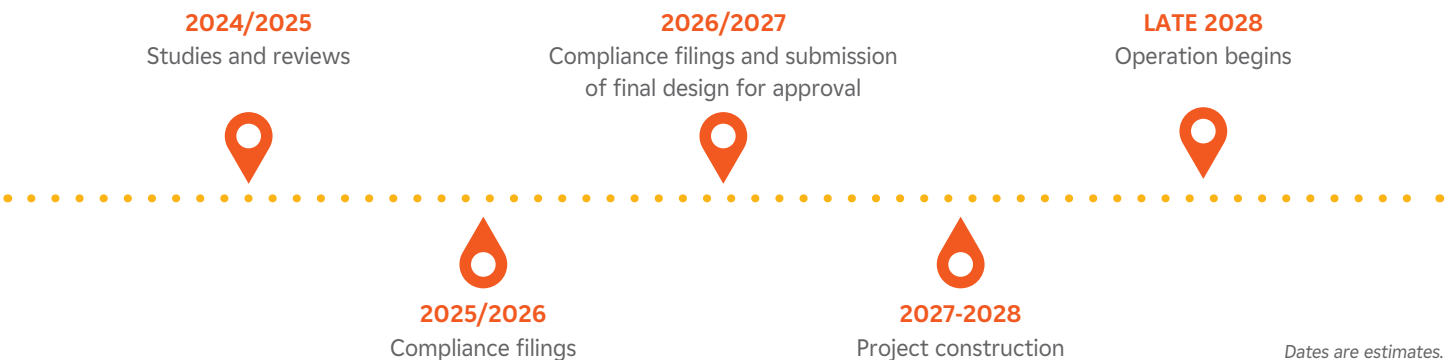 2024/2025
Studies and reviews
2025/2026
Compliance filings
2026/2027
Compliance filings and submission
of final design for approval
2027-2028
Project construction
LATE 2028
Operation begins
Dates are estimates.